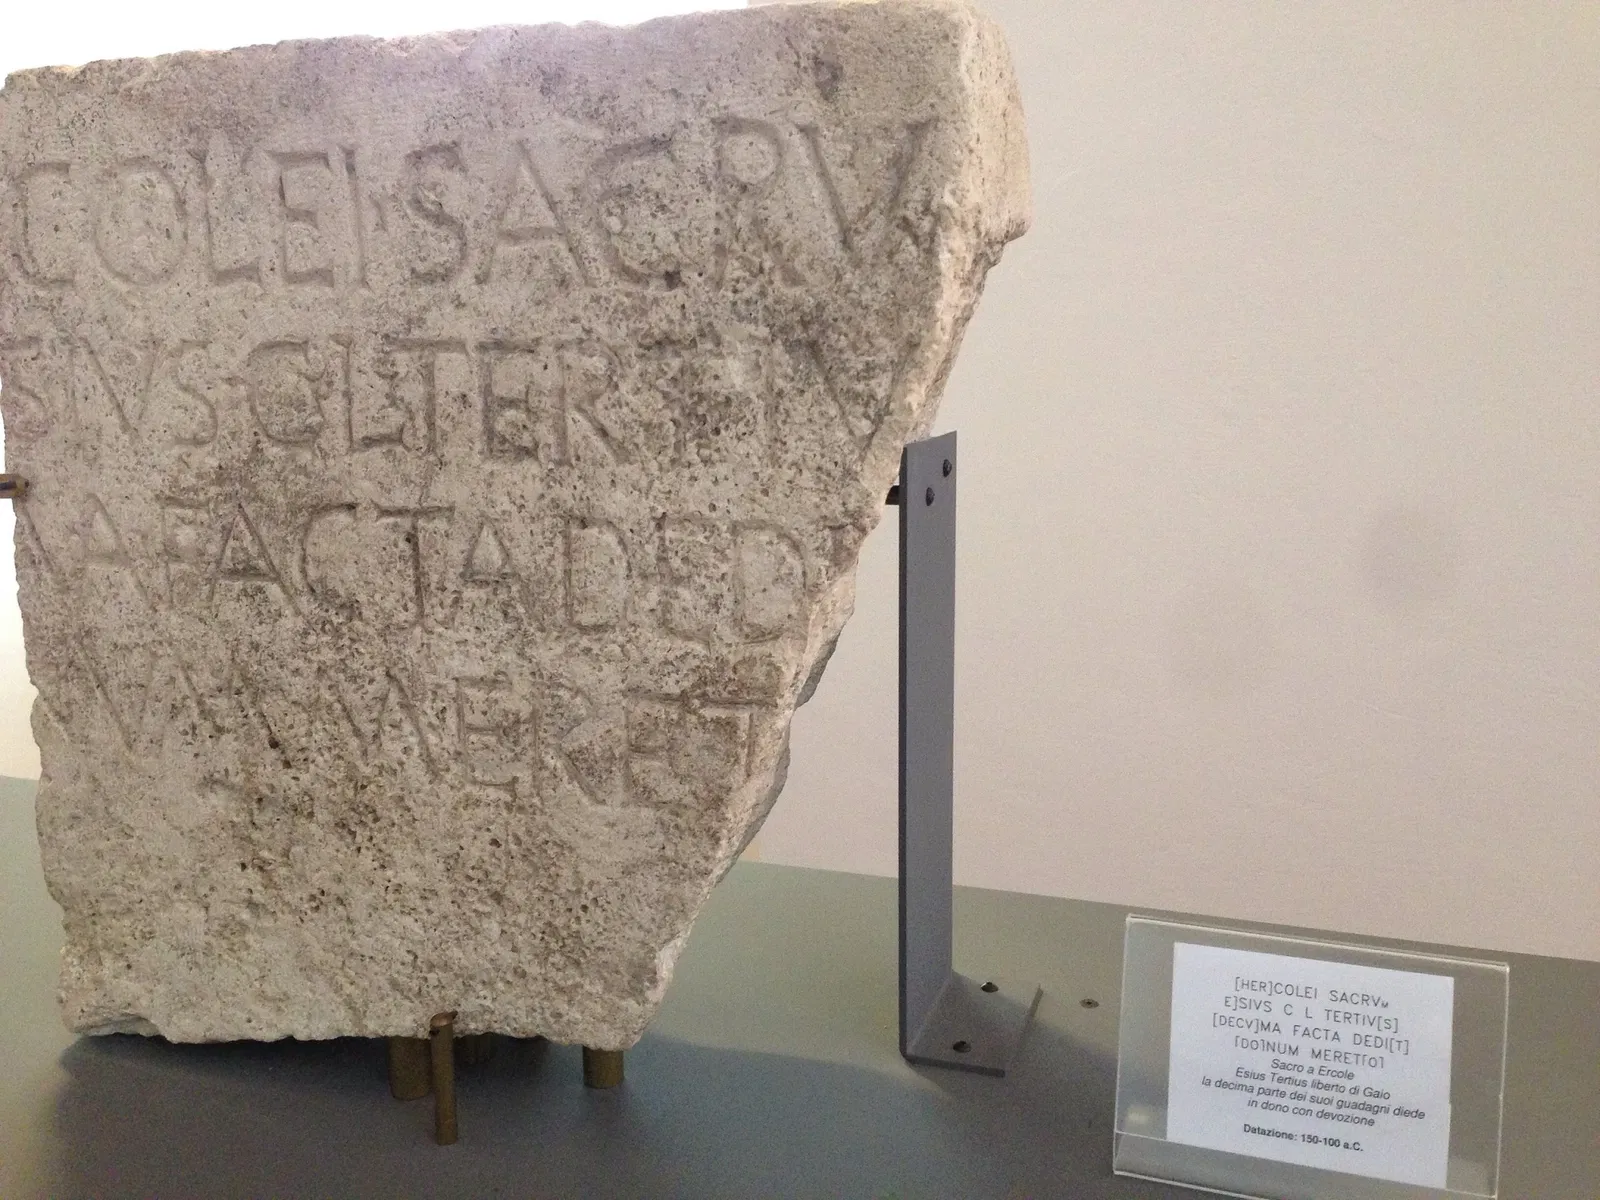 COLEI·SACRV
SIVS·C·L·TERTIV
MA FACTA DEDI
NVM MERET
[HER]COLEI SACRVM
E]SIVS C L TERTIV[S]
[DECV]MA FACTA DEDI[T]
[DO]NUM MERET[O]
Sacro a Ercole
Esius Tertius liberto di Gaio
la decima parte dei suoi guadagni diede
in dono con devozione
Datazione: 150-100 a.C.